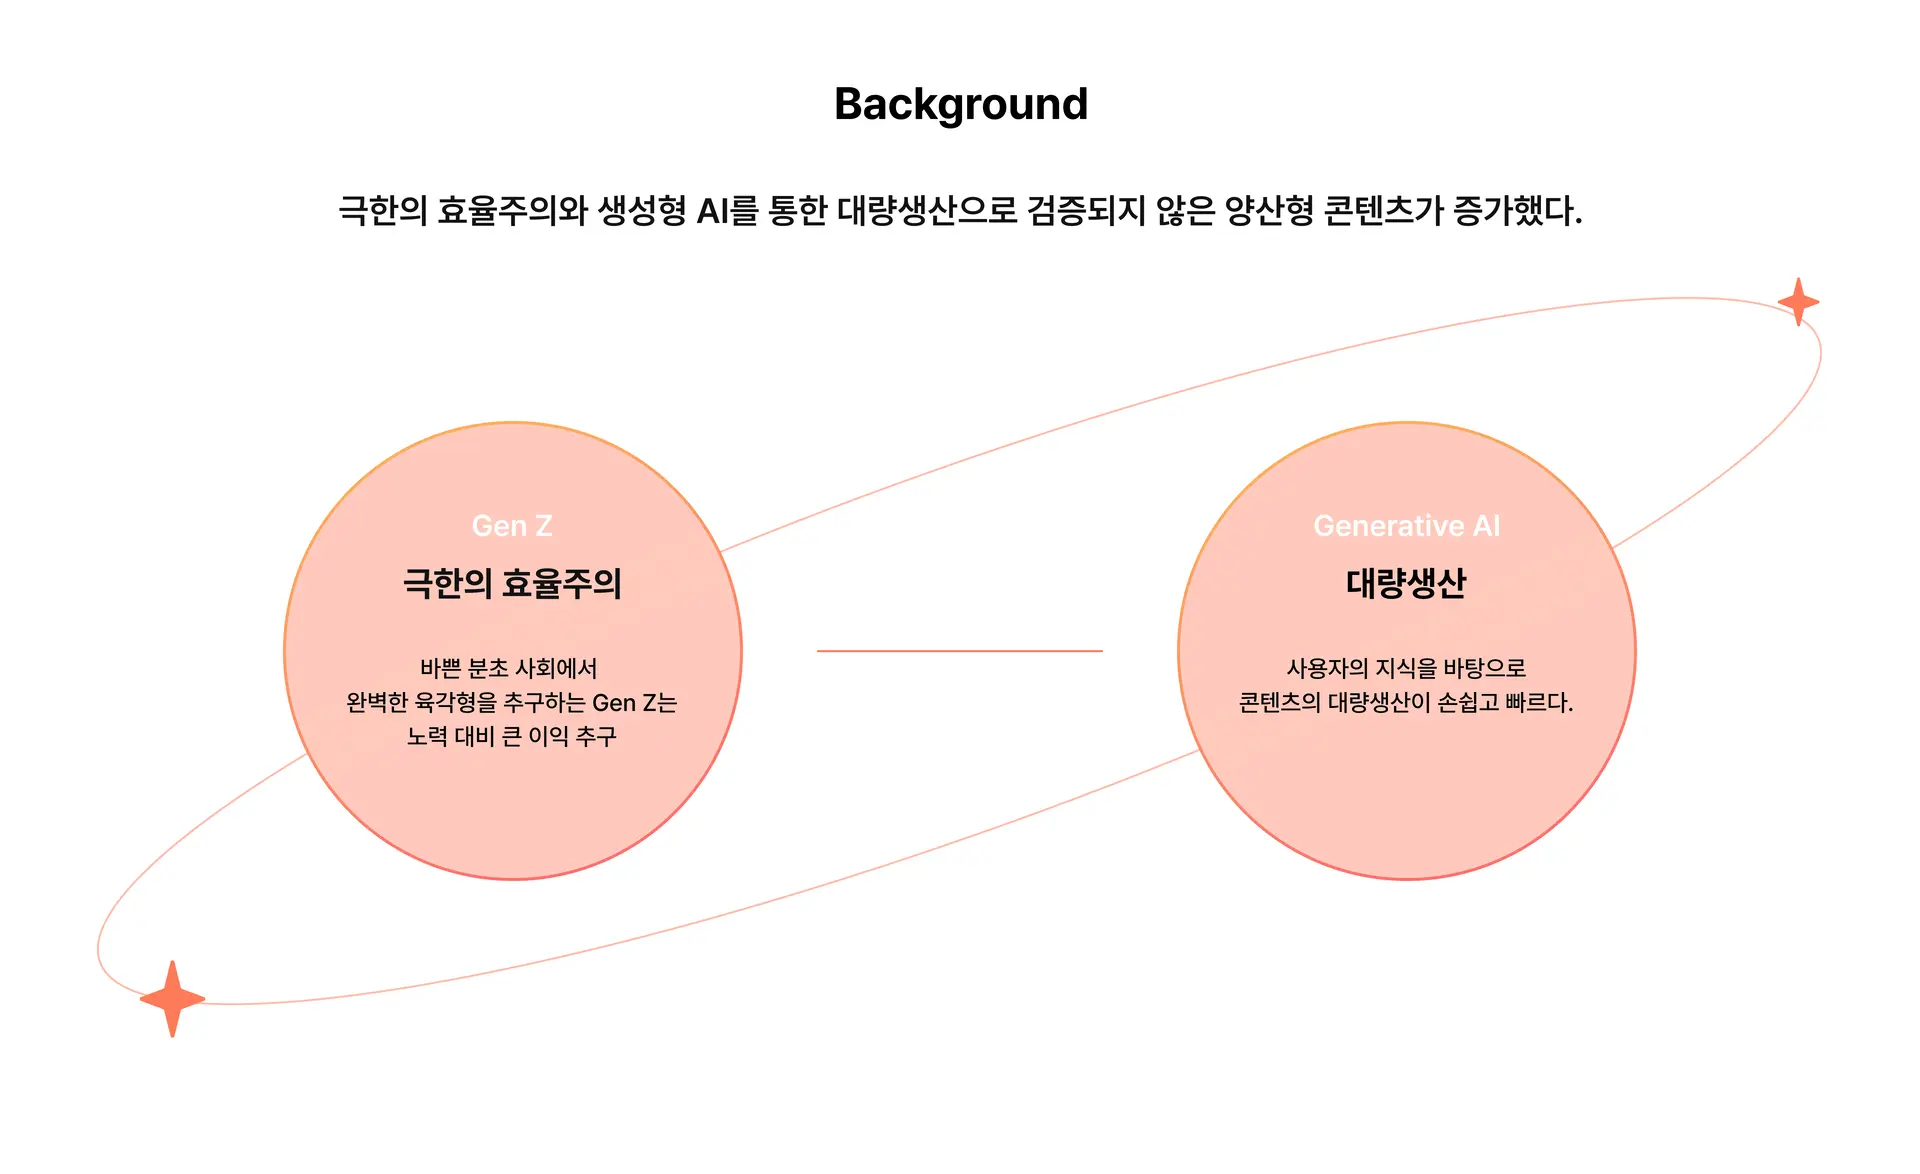 Background
극한의 효율주의와 생성형 AI를 통한 대량생산으로 검증되지 않은 양산형 콘텐츠가 증가했다.
Gen Z
극한의 효율주의
바쁜 분초 사회에서
완벽한 육각형을 추구하는 Gen Z는
노력 대비 큰 이익 추구
Generative AI
대량생산
사용자의 지식을 바탕으로
콘텐츠의 대량생산이 손쉽고 빠르다.